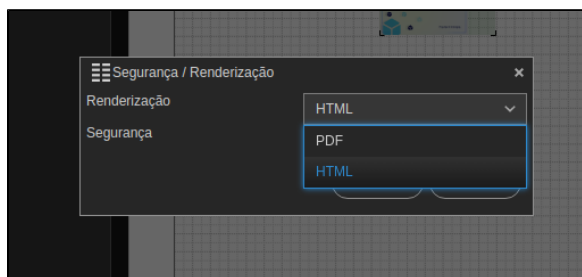 Segurança / Renderização
Renderização
HTML
Segurança
PDF
HTML